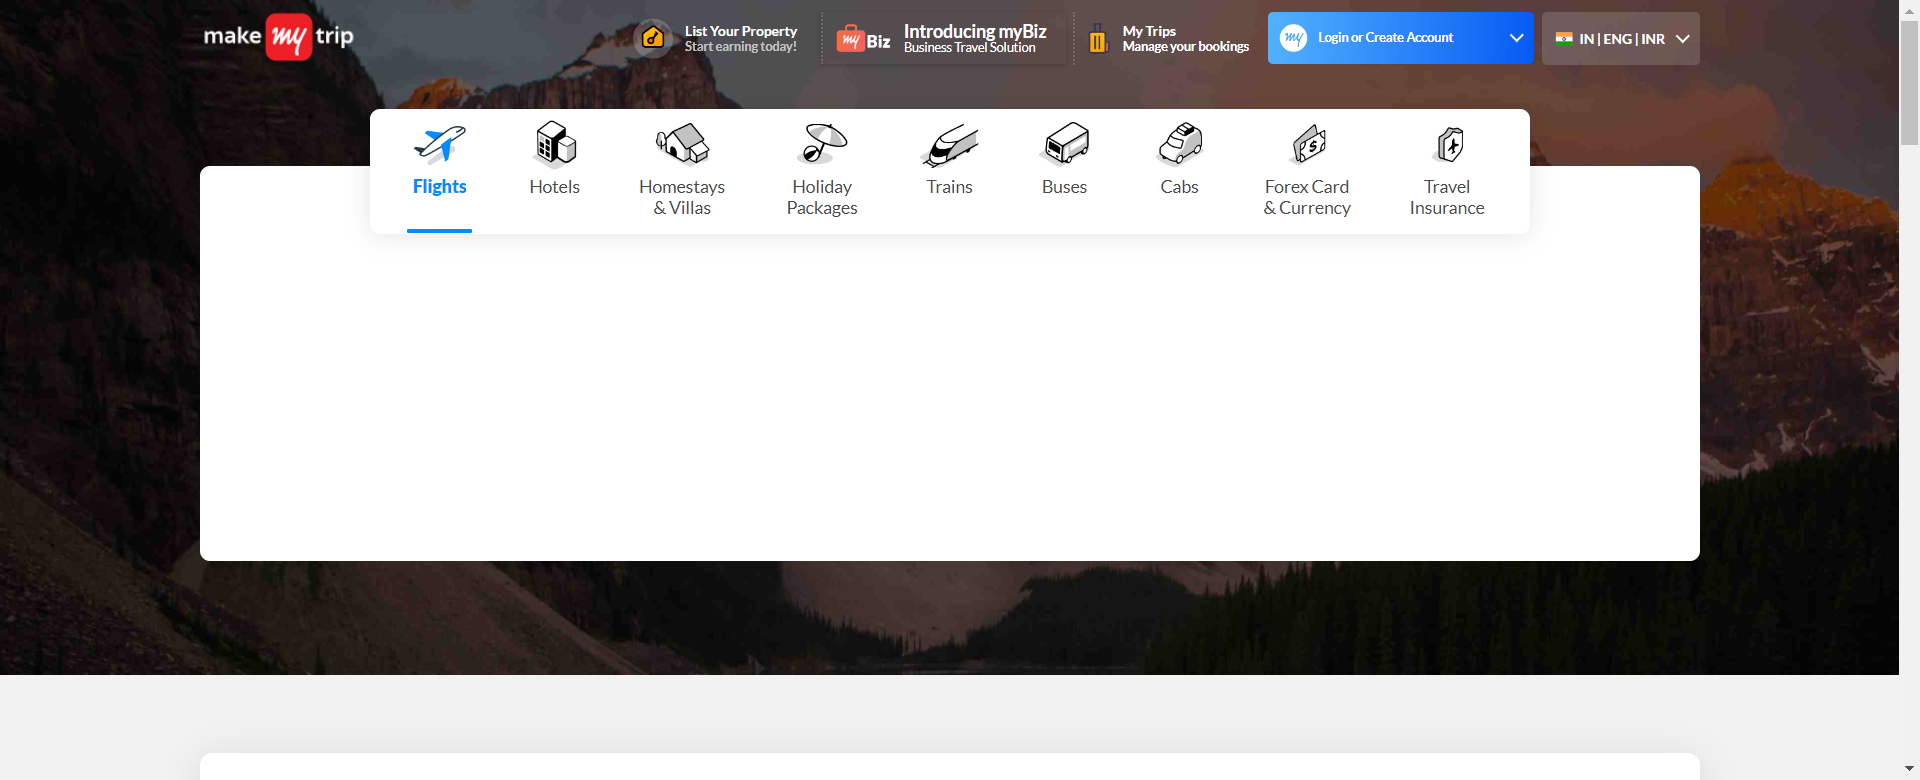 make my trip
List Your Property
Start earning today!
my Biz
Introducing myBiz
Business Travel Solution
My Trips
Manage your bookings
my
Login or Create Account
IN | ENG | INR
Flights
Hotels
Homestays
& Villas
Holiday
Packages
Trains
Buses
Cabs
$
Forex Card
& Currency
Travel
Insurance